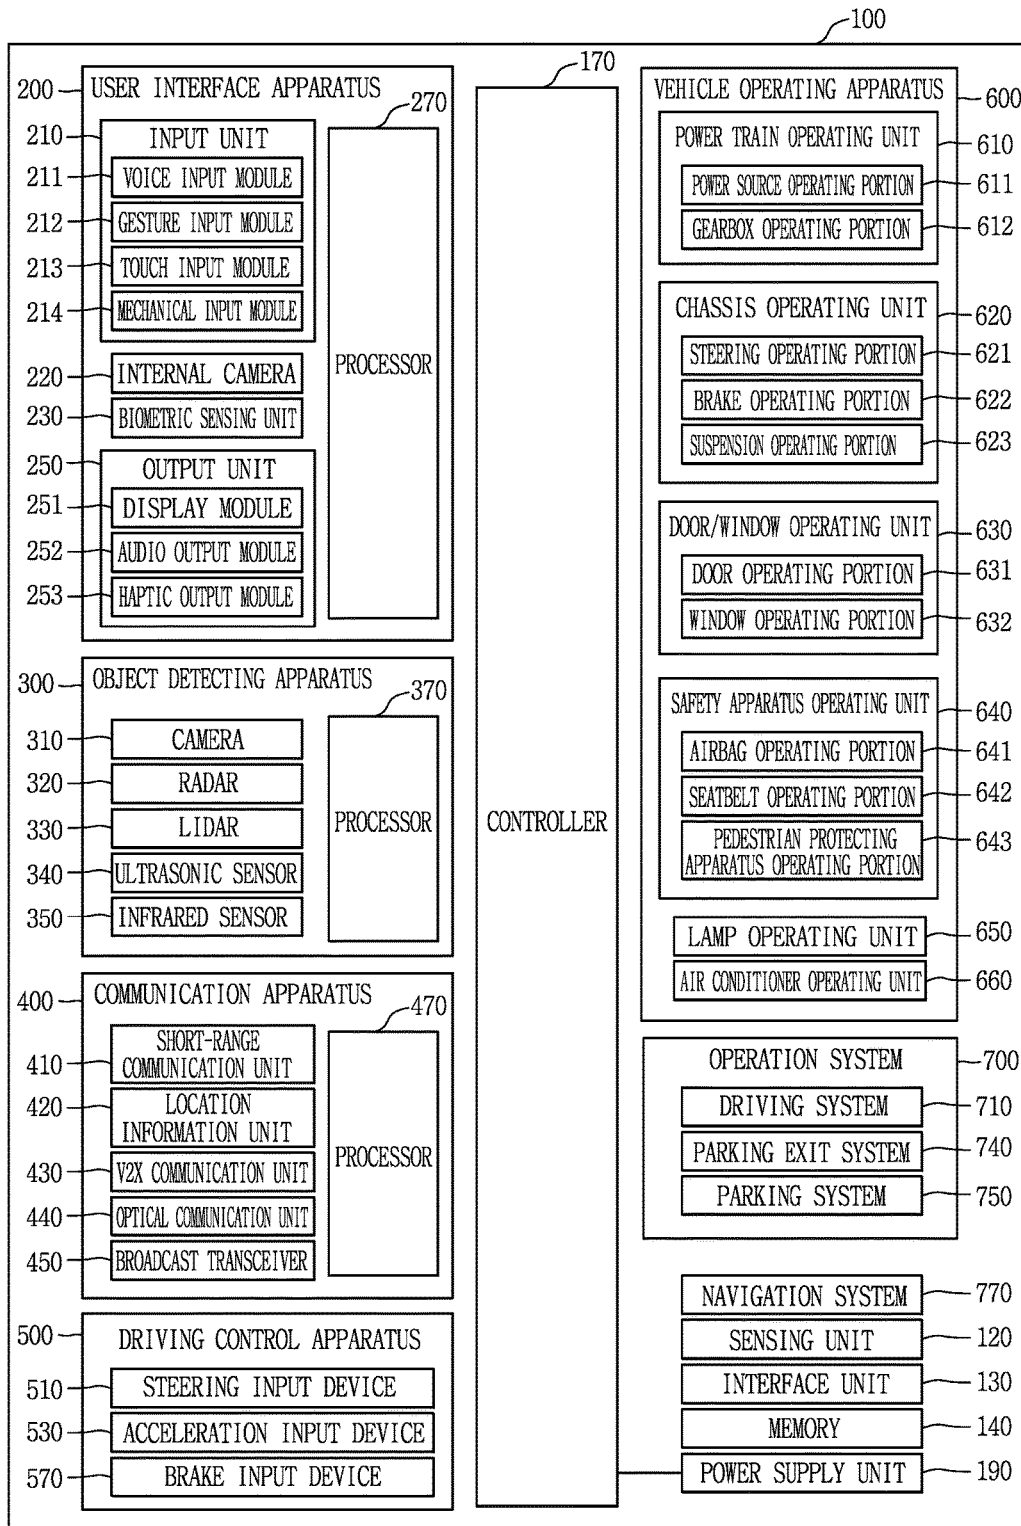 100
200
USER INTERFACE APPARATUS
270
210
INPUT UNIT
211
VOICE INPUT MODULE
212
GESTURE INPUT MODULE
213
TOUCH INPUT MODULE
214
MECHANICAL INPUT MODULE
220
INTERNAL CAMERA
230
BIOMETRIC SENSING UNIT
250
OUTPUT UNIT
251
DISPLAY MODULE
252
AUDIO OUTPUT MODULE
253
HAPTIC OUTPUT MODULE
PROCESSOR
300
OBJECT DETECTING APPARATUS
370
310
CAMERA
320
RADAR
330
LIDAR
340
ULTRASONIC SENSOR
350
INFRARED SENSOR
PROCESSOR
400
COMMUNICATION APPARATUS
470
410
SHORT-RANGE
COMMUNICATION UNIT
420
LOCATION
INFORMATION UNIT
430
V2X COMMUNICATION UNIT
440
OPTICAL COMMUNICATION UNIT
450
BROADCAST TRANSCEIVER
PROCESSOR
500
DRIVING CONTROL APPARATUS
510
STEERING INPUT DEVICE
530
ACCELERATION INPUT DEVICE
570
BRAKE INPUT DEVICE
170
CONTROLLER
VEHICLE OPERATING APPARATUS
600
POWER TRAIN OPERATING UNIT
610
POWER SOURCE OPERATING PORTION
611
GEARBOX OPERATING PORTION
612
CHASSIS OPERATING UNIT
620
STEERING OPERATING PORTION
621
BRAKE OPERATING PORTION
622
SUSPENSION OPERATING PORTION
623
DOOR/WINDOW OPERATING UNIT
630
DOOR OPERATING PORTION
631
WINDOW OPERATING PORTION
632
SAFETY APPARATUS OPERATING UNIT
640
AIRBAG OPERATING PORTION
641
SEATBELT OPERATING PORTION
642
PEDESTRIAN PROTECTING
APPARATUS OPERATING PORTION
643
LAMP OPERATING UNIT
650
AIR CONDITIONER OPERATING UNIT
660
OPERATION SYSTEM
700
DRIVING SYSTEM
710
PARKING EXIT SYSTEM
740
PARKING SYSTEM
750
NAVIGATION SYSTEM
770
SENSING UNIT
120
INTERFACE UNIT
130
MEMORY
140
POWER SUPPLY UNIT
190